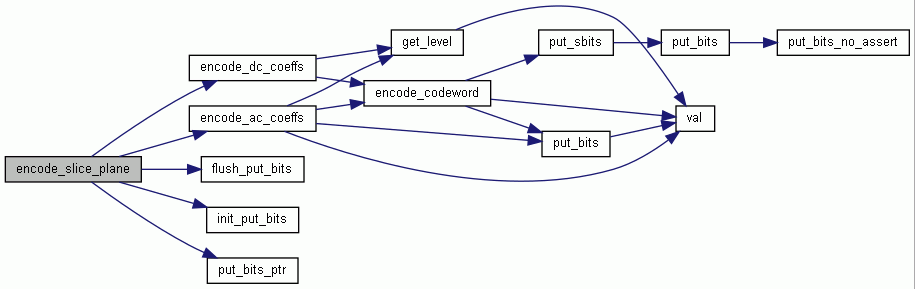 get_level
put_sbits
put_bits
put_bits_no_assert
encode_dc_coeffs
encode_codeword
encode_ac_coeffs
val
put_bits
encode_slice_plane
flush_put_bits
init_put_bits
put_bits_ptr